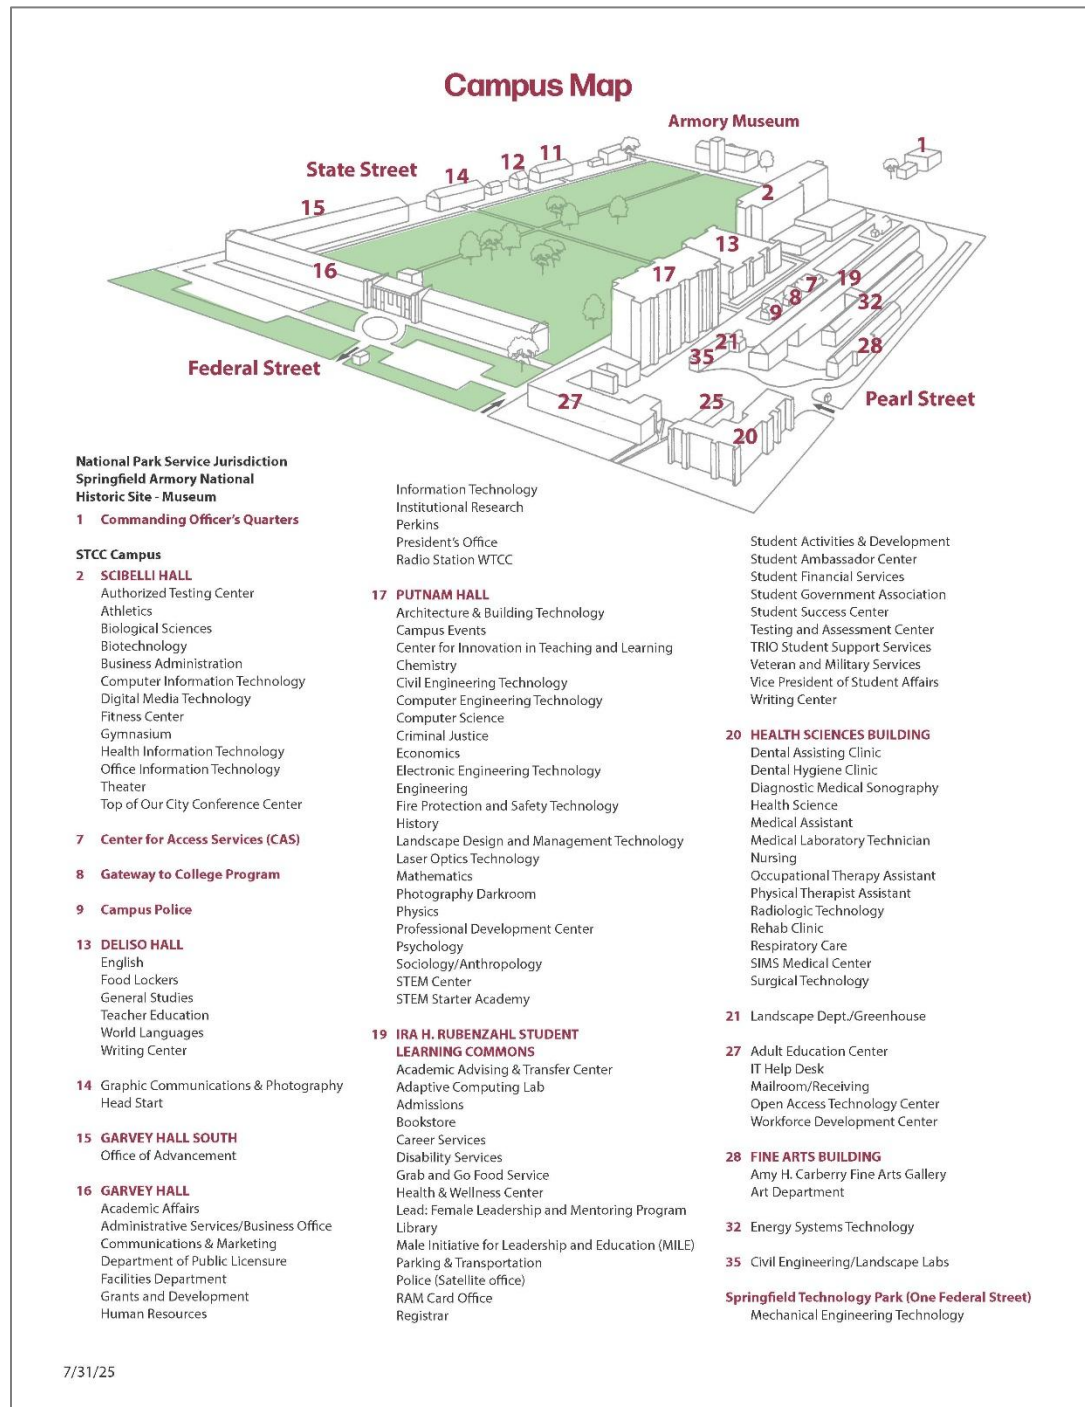 Campus Map
Armory Museum
1
State Street
11
12
14
2
15
13
16
17
19
7
8
32
9
21
28
35
Federal Street
27
25
Pearl Street
20
National Park Service Jurisdiction
Springfield Armory National
Historic Site - Museum
1 Commanding Officer's Quarters
STCC Campus
2 SCIBELLI HALL
Authorized Testing Center
Athletics
Biological Sciences
Biotechnology
Business Administration
Computer Information Technology
Digital Media Technology
Fitness Center
Gymnasium
Health Information Technology
Office Information Technology
Theater
Top of Our City Conference Center
7 Center for Access Services (CAS)
8 Gateway to College Program
9 Campus Police
13 DELISO HALL
English
Food Lockers
General Studies
Teacher Education
World Languages
Writing Center
14 Graphic Communications & Photography
Head Start
15 GARVEY HALL SOUTH
Office of Advancement
16 GARVEY HALL
Academic Affairs
Administrative Services/Business Office
Communications & Marketing
Department of Public Licensure
Facilities Department
Grants and Development
Human Resources
Information Technology
Institutional Research
Perkins
President's Office
Radio Station WTCC
17 PUTNAM HALL
Architecture & Building Technology
Campus Events
Center for Innovation in Teaching and Learning
Chemistry
Civil Engineering Technology
Computer Engineering Technology
Computer Science
Criminal Justice
Economics
Electronic Engineering Technology
Engineering
Fire Protection and Safety Technology
History
Landscape Design and Management Technology
Laser Optics Technology
Mathematics
Photography Darkroom
Physics
Professional Development Center
Psychology
Sociology/Anthropology
STEM Center
STEM Starter Academy
19 IRA H. RUBENZAHL STUDENT
LEARNING COMMONS
Academic Advising & Transfer Center
Adaptive Computing Lab
Admissions
Bookstore
Career Services
Disability Services
Grab and Go Food Service
Health & Wellness Center
Lead: Female Leadership and Mentoring Program
Library
Male Initiative for Leadership and Education (MILE)
Parking & Transportation
Police (Satellite office)
RAM Card Office
Registrar
Student Activities & Development
Student Ambassador Center
Student Financial Services
Student Government Association
Student Success Center
Testing and Assessment Center
TRIO Student Support Services
Veteran and Military Services
Vice President of Student Affairs
Writing Center
20 HEALTH SCIENCES BUILDING
Dental Assisting Clinic
Dental Hygiene Clinic
Diagnostic Medical Sonography
Health Science
Medical Assistant
Medical Laboratory Technician
Nursing
Occupational Therapy Assistant
Physical Therapist Assistant
Radiologic Technology
Rehab Clinic
Respiratory Care
SIMS Medical Center
Surgical Technology
21 Landscape Dept./Greenhouse
27 Adult Education Center
IT Help Desk
Mailroom/Receiving
Open Access Technology Center
Workforce Development Center
28 FINE ARTS BUILDING
Amy H. Carberry Fine Arts Gallery
Art Department
32 Energy Systems Technology
35 Civil Engineering/Landscape Labs
Springfield Technology Park (One Federal Street)
Mechanical Engineering Technology
7/31/25